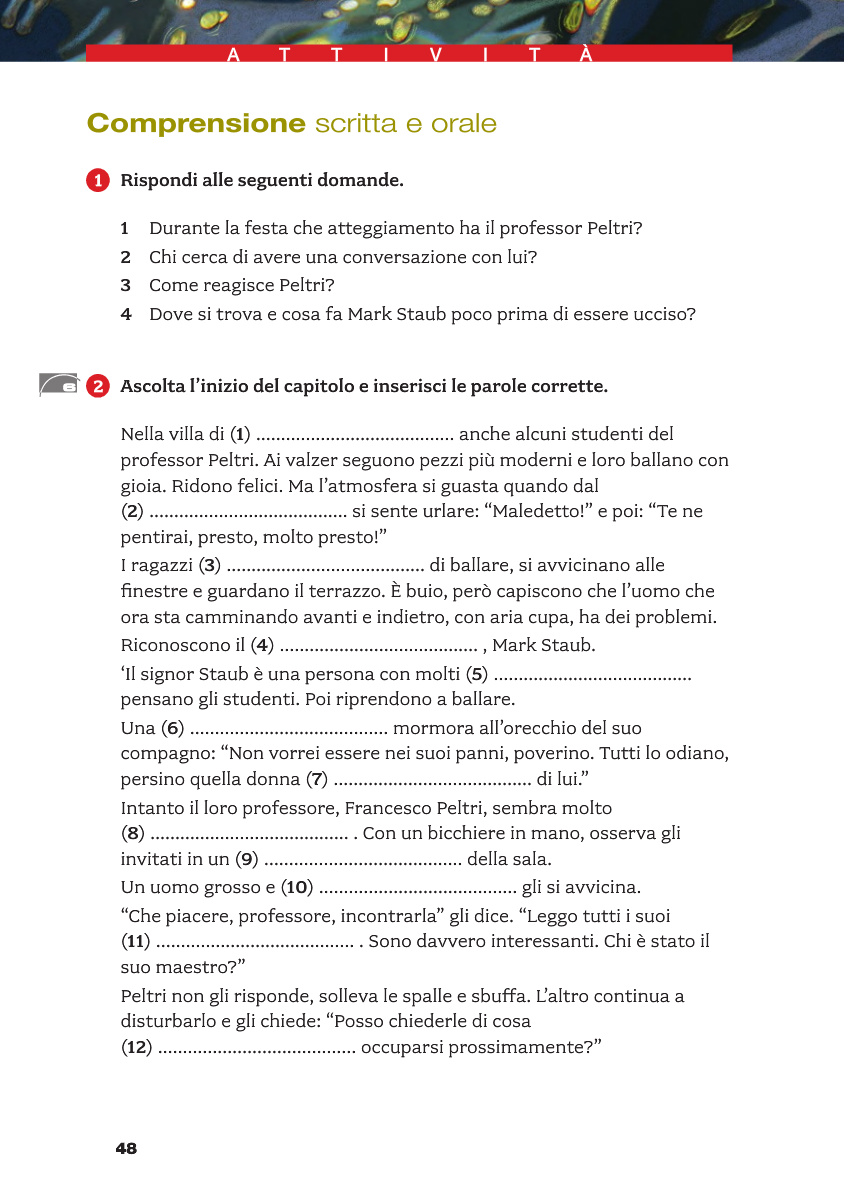 ATTIVITÀ
Comprensione scritta e orale
1 Rispondi alle seguenti domande.
1 Durante la festa che atteggiamento ha il professor Peltri?
2 Chi cerca di avere una conversazione con lui?
3 Come reagisce Peltri?
4 Dove si trova e cosa fa Mark Staub poco prima di essere ucciso?
6 2 Ascolta l’inizio del capitolo e inserisci le parole corrette.
Nella villa di (1) ........................................ anche alcuni studenti del
professor Peltri. Ai valzer seguono pezzi più moderni e loro ballano con
gioia. Ridono felici. Ma l’atmosfera si guasta quando dal
(2) ........................................ si sente urlare: “Maledetto!” e poi: “Te ne
pentirai, presto, molto presto!”
I ragazzi (3) ........................................ di ballare, si avvicinano alle
finestre e guardano il terrazzo. È buio, però capiscono che l’uomo che
ora sta camminando avanti e indietro, con aria cupa, ha dei problemi.
Riconoscono il (4) ........................................ , Mark Staub.
‘Il signor Staub è una persona con molti (5) ........................................
pensano gli studenti. Poi riprendono a ballare.
Una (6) ........................................ mormora all’orecchio del suo
compagno: “Non vorrei essere nei suoi panni, poverino. Tutti lo odiano,
persino quella donna (7) ........................................ di lui.”
Intanto il loro professore, Francesco Peltri, sembra molto
(8) ........................................ . Con un bicchiere in mano, osserva gli
invitati in un (9) ........................................ della sala.
Un uomo grosso e (10) ........................................ gli si avvicina.
“Che piacere, professore, incontrarla” gli dice. “Leggo tutti i suoi
(11) ........................................ . Sono davvero interessanti. Chi è stato il
suo maestro?”
Peltri non gli risponde, solleva le spalle e sbuffa. L’altro continua a
disturbarlo e gli chiede: “Posso chiederle di cosa
(12) ........................................ occuparsi prossimamente?”
48